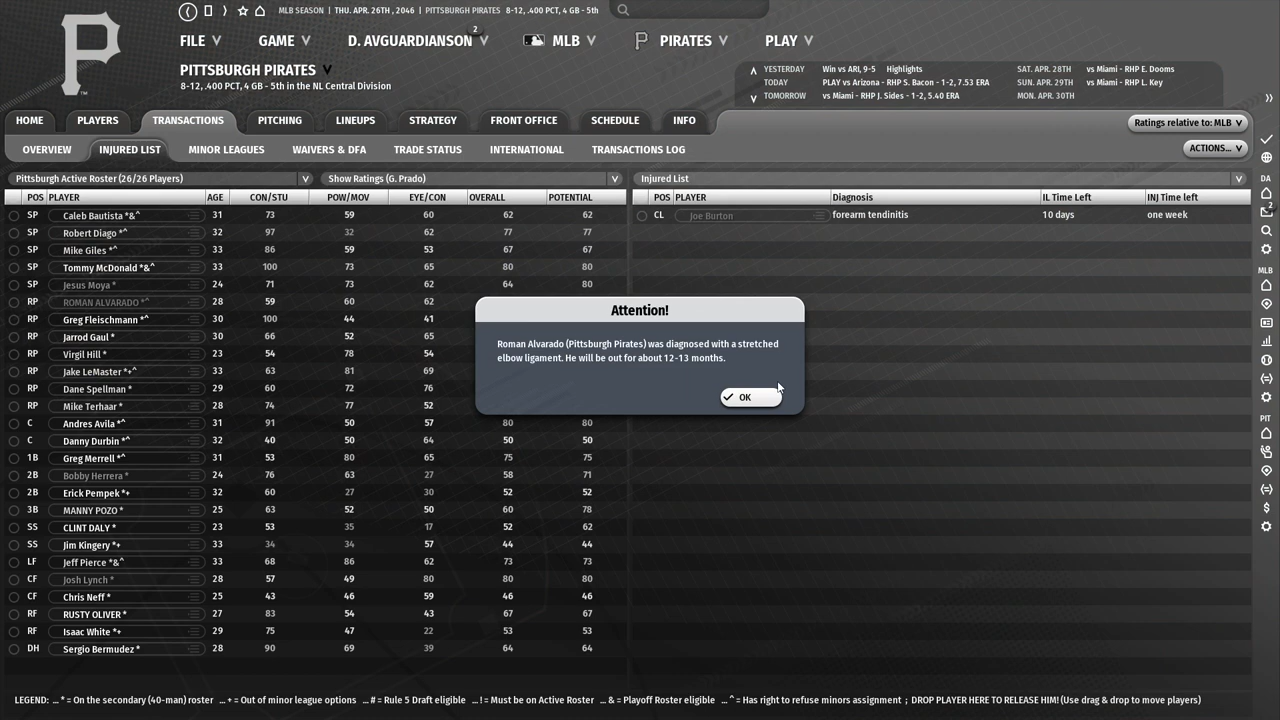 MLB SEASON | THU. APR. 26TH , 2046 | PITTSBURGH PIRATES 8-12, .400 PCT, 4 GB - 5th
P
™
FILE GAME D. AVGUARDIANSON 2 MLB PIRATES PLAY
PITTSBURGH PIRATES
8-12, .400 PCT, 4 GB - 5th in the NL Central Division
YESTERDAY Win vs ARI, 9-5 Highlights SAT. APR. 28TH vs Miami - RHP E. Dooms
TODAY PLAY vs Arizona - RHP S. Bacon - 1-2, 7.53 ERA SUN. APR. 29TH vs Miami - RHP L. Key
TOMORROW vs Miami - RHP J. Sides - 1-2, 5.40 ERA MON. APR. 30TH
HOME PLAYERS TRANSACTIONS PITCHING LINEUPS STRATEGY FRONT OFFICE SCHEDULE INFO
Ratings relative to: MLB
OVERVIEW INJURED LIST MINOR LEAGUES WAIVERS & DFA TRADE STATUS INTERNATIONAL TRANSACTIONS LOG
ACTIONS...
Pittsburgh Active Roster (26/26 Players) Show Ratings (G. Prado) Injured List
POS PLAYER AGE CON/STU POW/MOV EYE/CON OVERALL POTENTIAL
SP Caleb Bautista *&^ 31 73 59 60 62 62
SP Robert Diago *^ 32 97 32 62 77 77
SP Mike Giles *^ 33 86 59 53 67 67
SP Tommy McDonald *&^ 33 100 73 65 80 80
SP Jesus Moya * 24 71 73 62 64 80
RP ROMAN ALVARADO *^ 28 59 60 62
RP Greg Fleischmann *^ 30 100 44 41
RP Jarrod Gaul * 30 66 52 65
RP Virgil Hill * 23 54 78 54
RP Jake LeMaster *+^ 33 63 81 69
RP Dane Spellman * 29 60 72 76
RP Mike Terhaar * 28 74 77 52
C Andres Avila *^ 31 91 50 57 80 80
C Danny Durbin *^ 32 40 50 64 50 50
1B Greg Merrell *^ 31 53 80 65 75 75
2B Bobby Herrera * 24 76 63 27 58 71
2B Erick Pempek *+ 32 60 27 30 52 52
3B MANNY POZO * 25 63 52 50 60 78
SS CLINT DALY * 23 53 35 17 52 62
SS Jim Kingery *+ 33 34 34 57 44 44
LF Jeff Pierce *&^ 33 68 86 62 73 73
CF Josh Lynch * 28 57 49 80 80 80
CF Chris Neff * 25 43 46 59 46 46
RF RUSTY OLIVER * 27 83 54 43 67 67
RF Isaac White *+ 29 75 47 22 53 53
DH Sergio Bermudez * 28 90 69 39 64 64
POS PLAYER Diagnosis IL Time Left INJ Time left
CL Joe Burton forearm tendinitis 10 days one week
Attention!
Roman Alvarado (Pittsburgh Pirates) was diagnosed with a stretched
elbow ligament. He will be out for about 12-13 months.
OK
DA
2
MLB
PIT
$
LEGEND: ... * = On the secondary (40-man) roster ... + = Out of minor league options ... # = Rule 5 Draft eligible ... ! = Must be on Active Roster ... & = Playoff Roster eligible ... ^ = Has right to refuse minors assignment ; DROP PLAYER HERE TO RELEASE HIM! (Use drag & drop to move players)